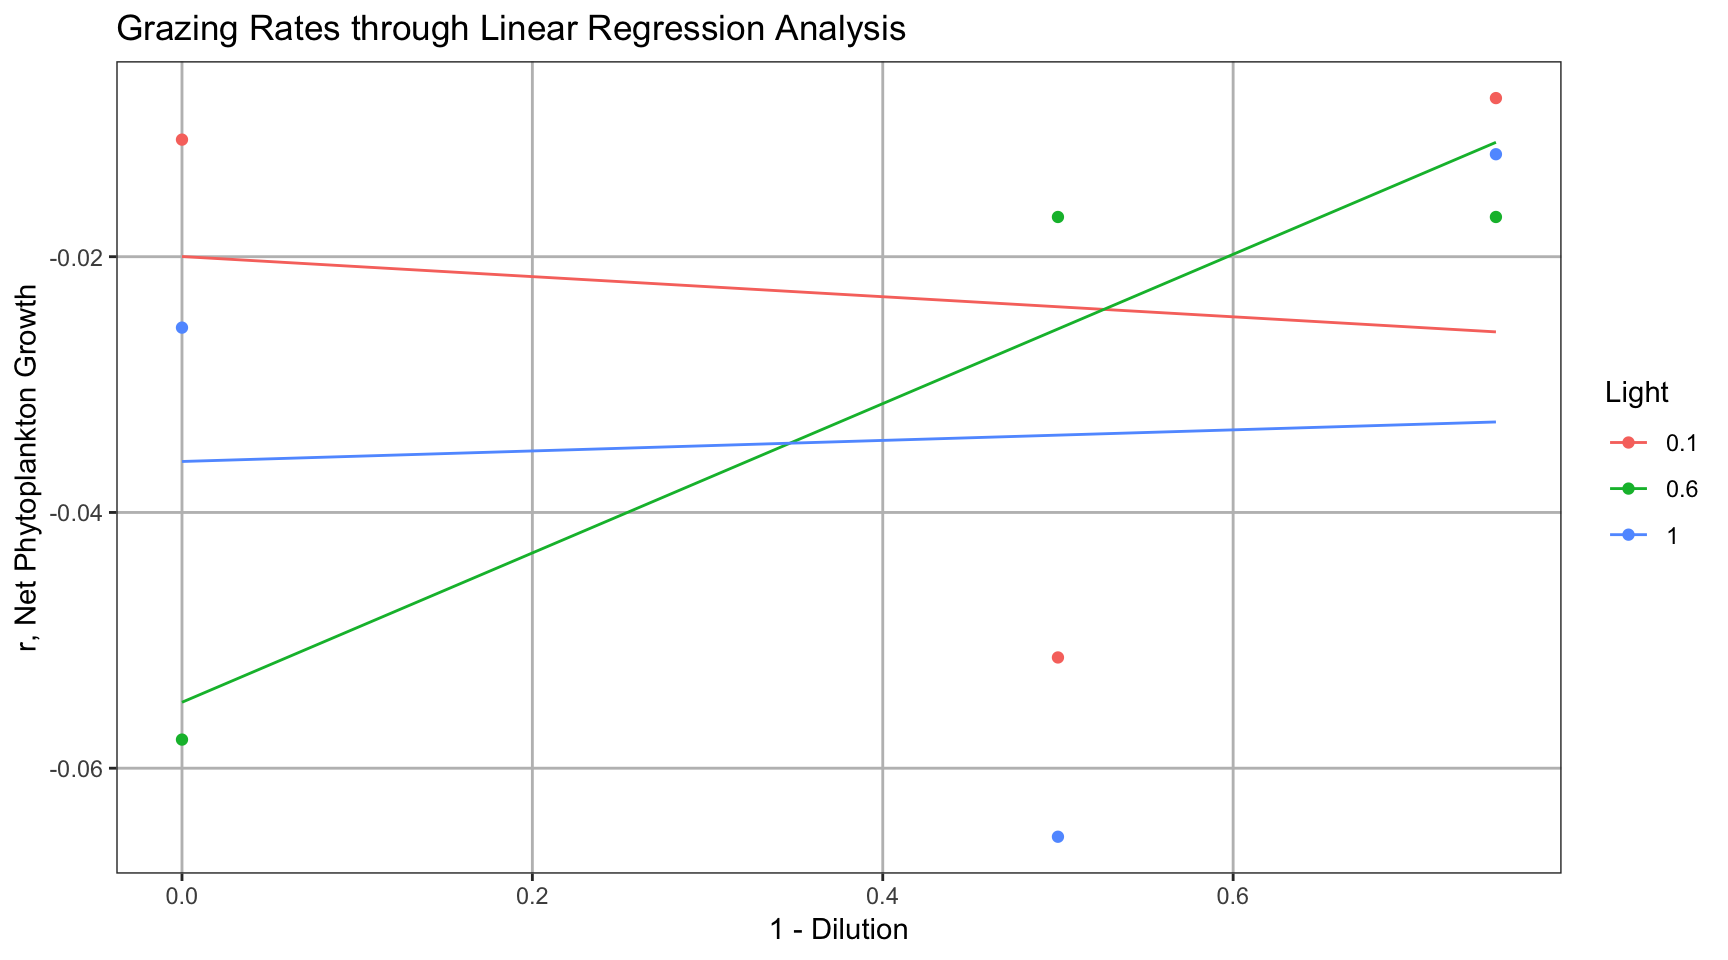 Grazing Rates through Linear Regression Analysis
r, Net Phytoplankton Growth
-0.02
-0.04
-0.06
0.0
0.2
0.4
0.6
1 - Dilution
Light
0.1
0.6
1